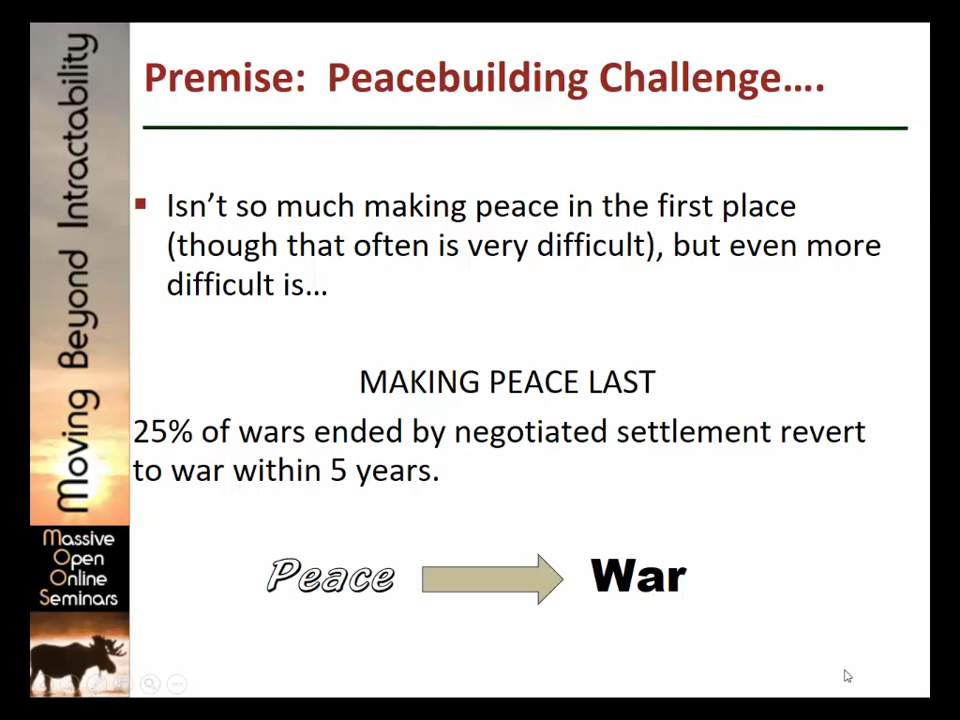 Premise:  Peacebuilding Challenge....
Moving Beyond Intractability
▪ Isn't so much making peace in the first place
(though that often is very difficult), but even more
difficult is...
MAKING PEACE LAST
25% of wars ended by negotiated settlement revert
to war within 5 years.
Massive
Open
Online
Seminars
Peace
War